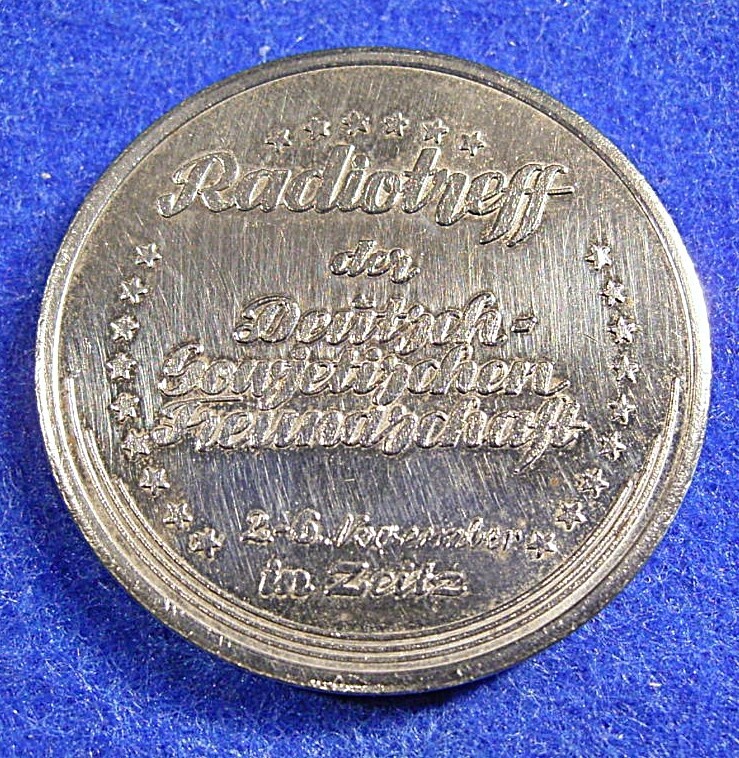 Radiotreff
der
Deutsch-
Sowjetischen
Freundschaft
2.-6. November
in Zeitz